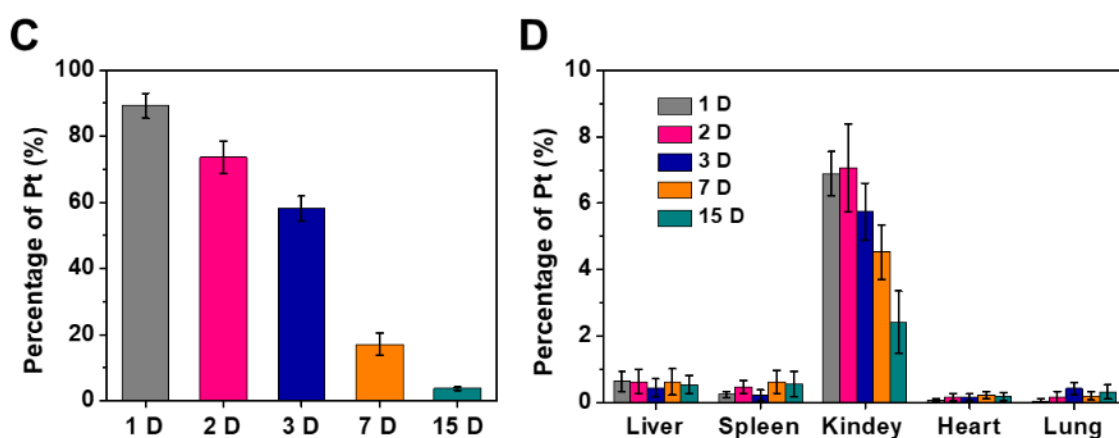 C
Percentage of Pt (%)
100
80
60
40
20
0
1 D 2 D 3 D 7 D 15 D
D
Percentage of Pt (%)
10
8
6
4
2
0
1 D
2 D
3 D
7 D
15 D
Liver Spleen Kindey Heart Lung